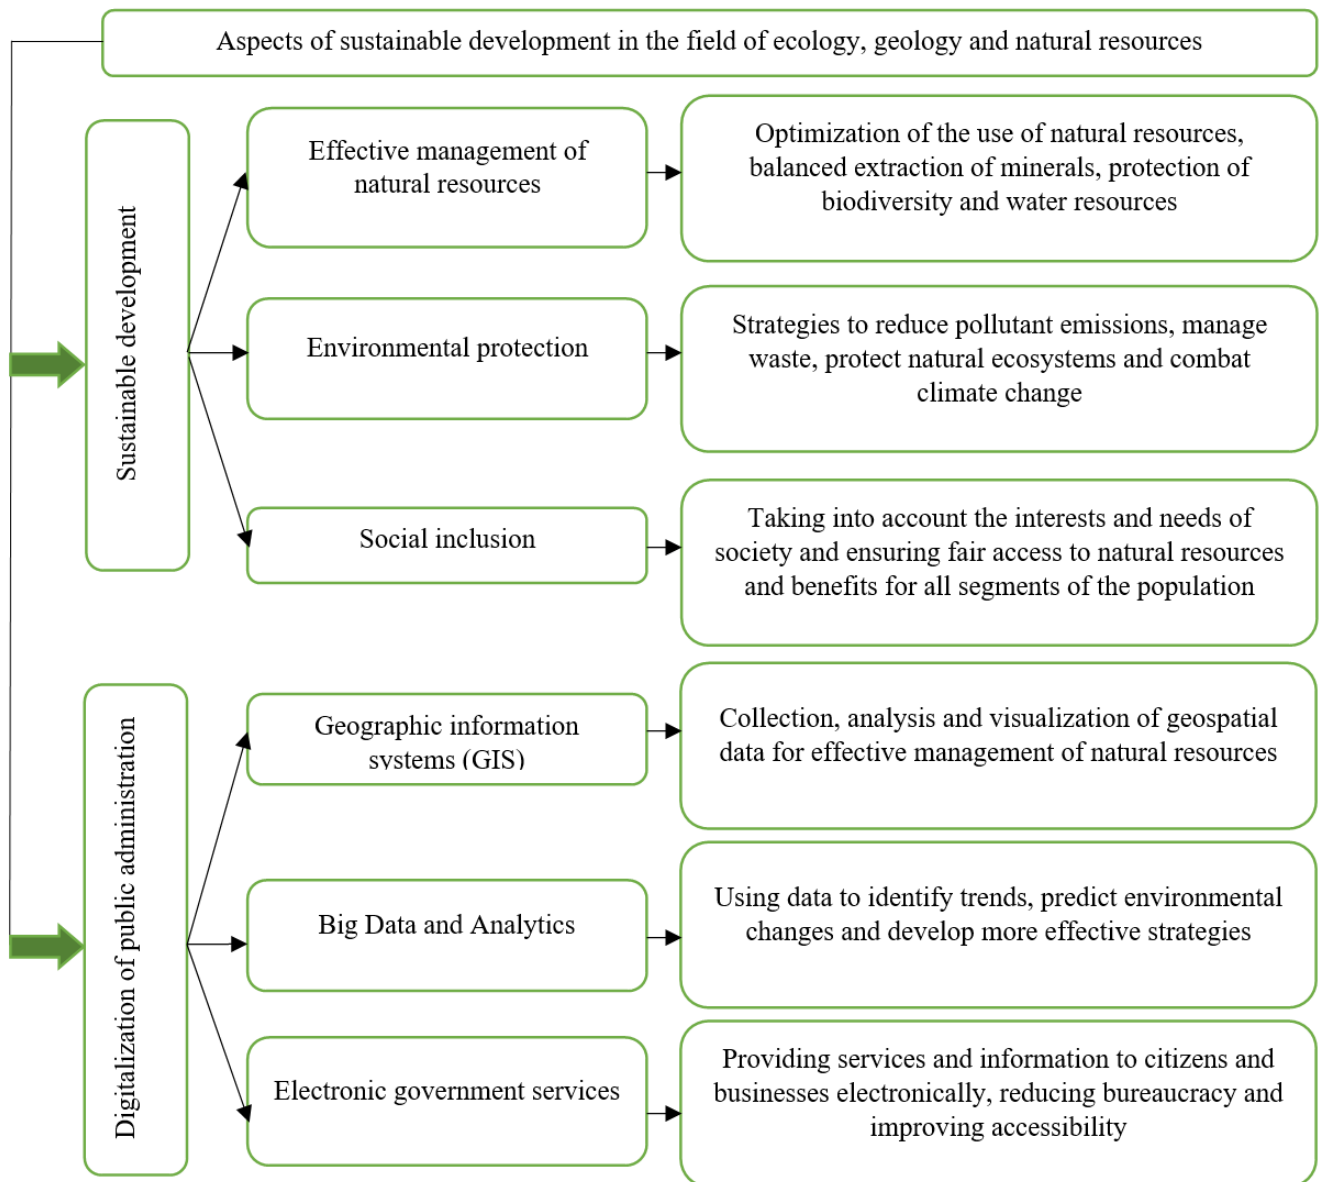 Aspects of sustainable development in the field of ecology, geology and natural resources
Sustainable development
Effective management of
natural resources
Optimization of the use of natural resources,
balanced extraction of minerals, protection of
biodiversity and water resources
Environmental protection
Strategies to reduce pollutant emissions, manage
waste, protect natural ecosystems and combat
climate change
Social inclusion
Taking into account the interests and needs of
society and ensuring fair access to natural resources
and benefits for all segments of the population
Digitalization of public administration
Geographic information
systems (GIS)
Collection, analysis and visualization of geospatial
data for effective management of natural resources
Big Data and Analytics
Using data to identify trends, predict environmental
changes and develop more effective strategies
Electronic government services
Providing services and information to citizens and
businesses electronically, reducing bureaucracy and
improving accessibility